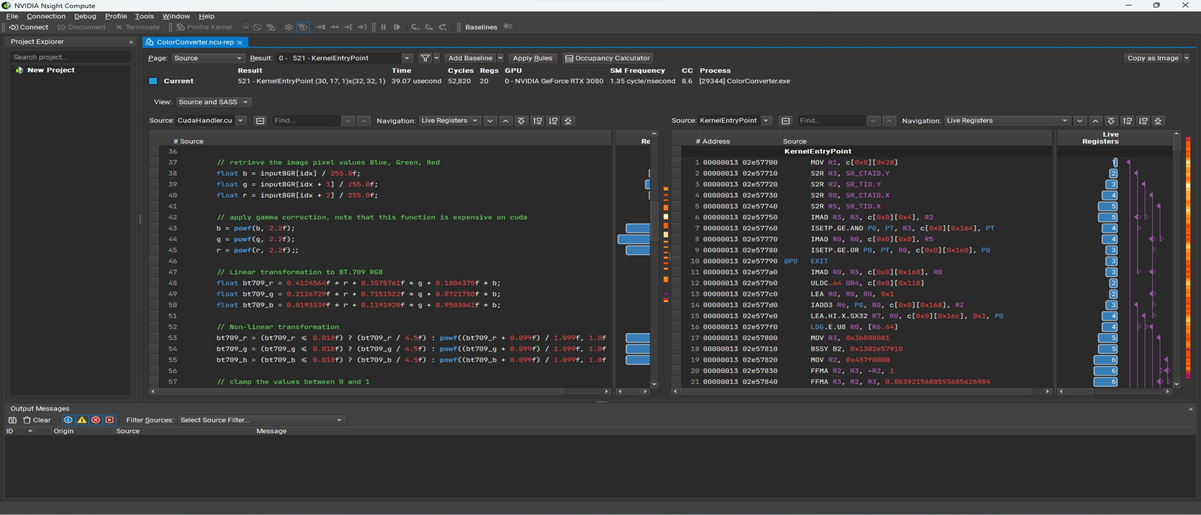 NVIDIA Nsight Compute
File Connection Debug Profile Tools Window Help
Connect Disconnect Terminate Profile Kernel Baselines
Project Explorer
Search project...
New Project
ColorConverter.ncu-rep
Page: Source Result: 0 - 521 - KernelEntryPoint Add Baseline Apply Rules Occupancy Calculator Copy as Image
Result Time Cycles Regs GPU SM Frequency CC Process
Current 521 - KernelEntryPoint (30, 17, 1)x(32, 32, 1) 39.07 usecond 52,820 20 0 - NVIDIA GeForce RTX 3080 1.35 cycle/nsecond 8.6 [29344] ColorConverter.exe
View: Source and SASS
Source: CudaHandler.cu Find... Navigation: Live Registers
# Source Re
36
37 // retrieve the image pixel values Blue, Green, Red
38 float b = inputBGR[idx] / 255.0f;
39 float g = inputBGR[idx + 1] / 255.0f;
40 float r = inputBGR[idx + 2] / 255.0f;
41
42 // apply gamma correction, note that this function is expensive on cuda
43 b = powf(b, 2.2f);
44 g = powf(g, 2.2f);
45 r = powf(r, 2.2f);;
46
47 // Linear transformation to BT.709 RGB
48 float bt709_r = 0.4124564f * r + 0.3575761f * g + 0.1804375f * b;
49 float bt709_g = 0.2126729f * r + 0.7151522f * g + 0.0721750f * b;
50 float bt709_b = 0.0193339f * r + 0.1191920f * g + 0.9503041f * b;
51
52 // Non-linear transformation
53 bt709_r = (bt709_r <= 0.018f) ? (bt709_r / 4.5f) : powf((bt709_r + 0.099f) / 1.099f, 1.0f
54 bt709_g = (bt709_g <= 0.018f) ? (bt709_g / 4.5f) : powf((bt709_g + 0.099f) / 1.099f, 1.0f
55 bt709_b = (bt709_b <= 0.018f) ? (bt709_b / 4.5f) : powf((bt709_b + 0.099f) / 1.099f, 1.0f
56
57 // clamp the values between 0 and 1
Source: KernelEntryPoint Find... Navigation: Live Registers
# Address Source Live Registers
KernelEntryPoint
1 00000013 02e57700 MOV R1, c[0x0][0x28] 1
2 00000013 02e57710 S2R R3, SR_CTAID.Y 2
3 00000013 02e57720 S2R R2, SR_TID.Y 3
4 00000013 02e57730 S2R R0, SR_CTAID.X 4
5 00000013 02e57740 S2R R5, SR_TID.X 5
6 00000013 02e57750 IMAD R3, R3, c[0x0][0x4], R2 5
7 00000013 02e57760 ISETP.GE.AND P0, PT, R3, c[0x0][0x164], PT 4
8 00000013 02e57770 IMAD R0, R0, c[0x0][0x0], R5 4
9 00000013 02e57780 ISETP.GE.OR P0, PT, R0, c[0x0][0x160], P0 3
10 00000013 02e57790 @P0 EXIT 3
11 00000013 02e577a0 IMAD R0, R3, c[0x0][0x160], R0 3
12 00000013 02e577b0 ULDC.64 UR4, c[0x0][0x118] 2
13 00000013 02e577c0 LEA R0, R0, R0, 0x1 2
14 00000013 02e577d0 IADD3 R6, P0, R0, c[0x0][0x168], RZ 3
15 00000013 02e577e0 LEA.HI.X.SX32 R7, R0, c[0x0][0x16c], 0x1, P0 4
16 00000013 02e577f0 LDG.E.U8 R0, [R6.64] 4
17 00000013 02e57800 MOV R3, 0x3b808081 5
18 00000013 02e57810 BSSY B2, 0x1302e57910 5
19 00000013 02e57820 MOV R2, 0x437f0000 6
20 00000013 02e57830 FFMA R2, R3, -R2, 1 6
21 00000013 02e57840 FFMA R3, R2, R3, 0.0039215688593685626984 6
Output Messages
Clear Filter Sources: Select Source Filter...
ID Origin Source Message